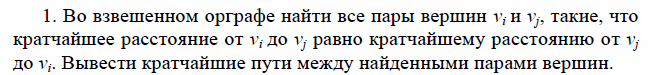 1. Во взвешенном орграфе найти все пары вершин vi и vj, такие, что
кратчайшее расстояние от vi до vj равно кратчайшему расстоянию от vj
до vi. Вывести кратчайшие пути между найденными парами вершин.